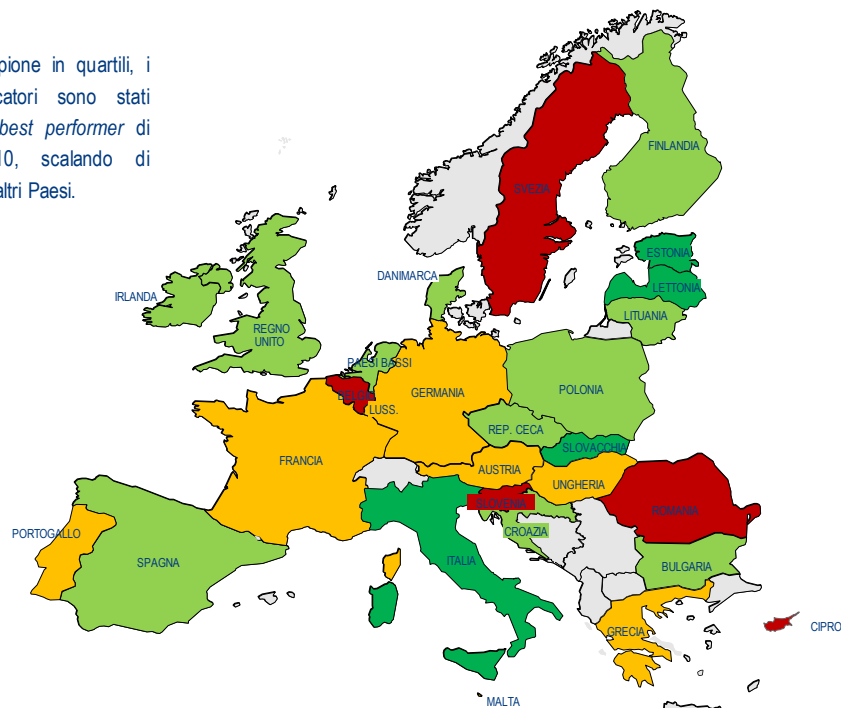 pione in quartili, i
catori sono stati
best performer di
10, scalando di
altri Paesi.
FINLANDIA
SVEZIA
ESTONIA
DANIMARCA
LETTONIA
IRLANDA
LITUANIA
REGNO
UNITO
PAESI BASSI
POLONIA
GERMANIA
BELGIO
LUSS.
REP. CECA
SLOVACCHIA
FRANCIA
AUSTRIA
UNGHERIA
SLOVENIA
ROMANIA
PORTOGALLO
CROAZIA
SPAGNA
ITALIA
BULGARIA
GRECIA
CIPRO
MALTA